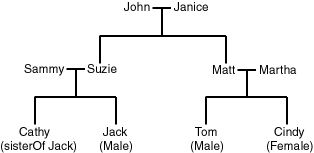 John Janice
Sammy Suzie Matt Martha
Cathy Jack Tom Cindy
(sisterOf Jack) (Male) (Male) (Female)